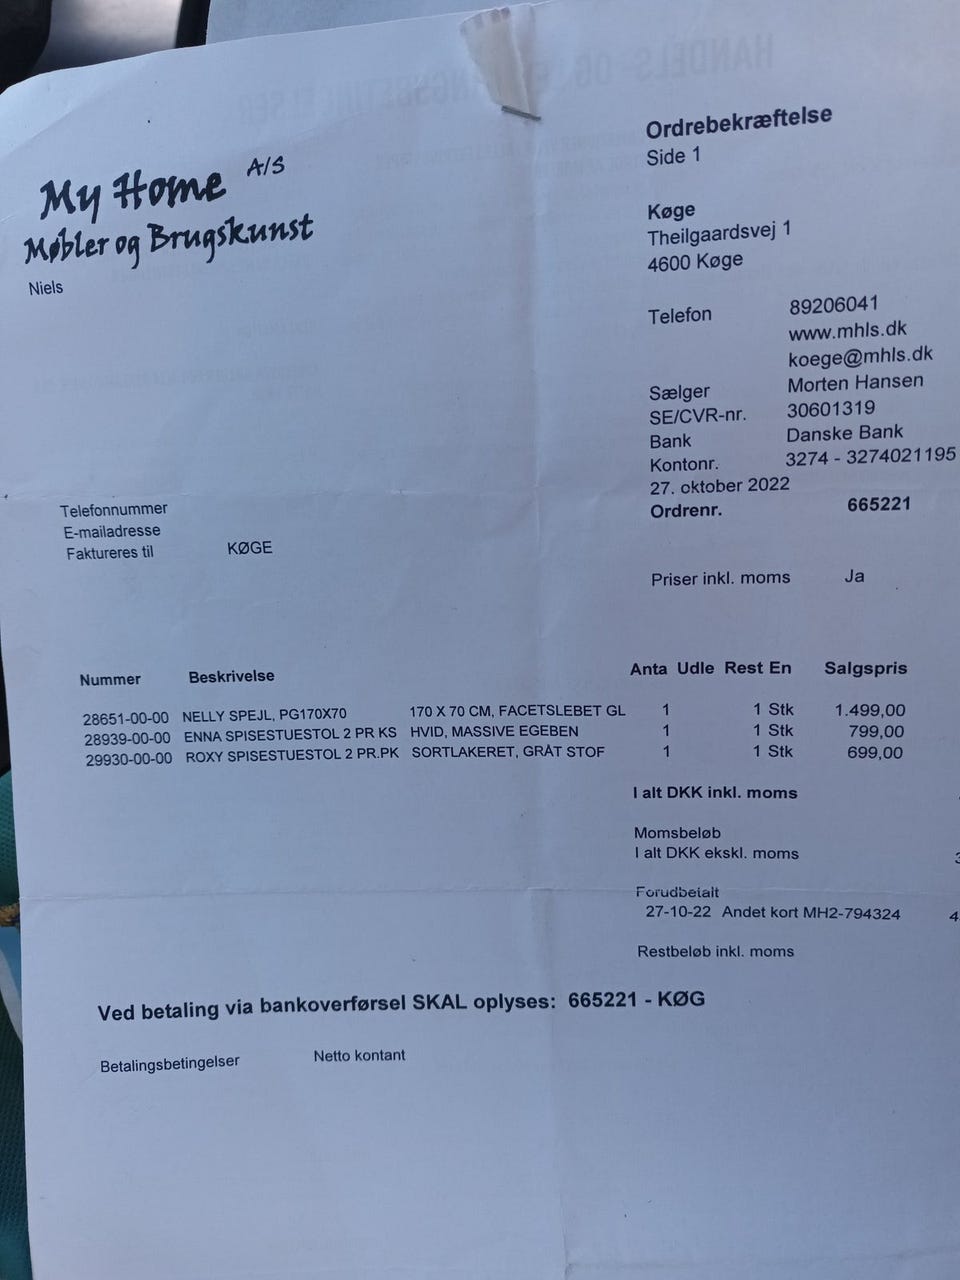 HANDELS- OG
Ordrebekræftelse
Side 1
My Home A/S
Møbler og Brugskunst
Niels
Køge
Theilgaardsvej 1
4600 Køge
Telefon 89206041
www.mhls.dk
koege@mhls.dk
Sælger Morten Hansen
SE/CVR-nr. 30601319
Bank Danske Bank
Kontonr. 3274 - 3274021195
27. oktober 2022
Ordrenr. 665221
Telefonnummer
E-mailadresse
Faktureres til KØGE
Priser inkl. moms Ja
Nummer Beskrivelse Anta Udle Rest En Salgspris
28651-00-00 NELLY SPEJL, PG170X70 170 X 70 CM, FACETSLEBET GL 1 1 Stk 1.499,00
28939-00-00 ENNA SPISESTUESTOL 2 PR KS HVID, MASSIVE EGEBEN 1 1 Stk 799,00
29930-00-00 ROXY SPISESTUESTOL 2 PR.PK SORTLAKERET, GRÅT STOF 1 1 Stk 699,00
I alt DKK inkl. moms
Momsbeløb
I alt DKK ekskl. moms 3
Forudbetalt
27-10-22 Andet kort MH2-794324 4
Restbeløb inkl. moms
Ved betaling via bankoverførsel SKAL oplyses: 665221 - KØG
Betalingsbetingelser Netto kontant